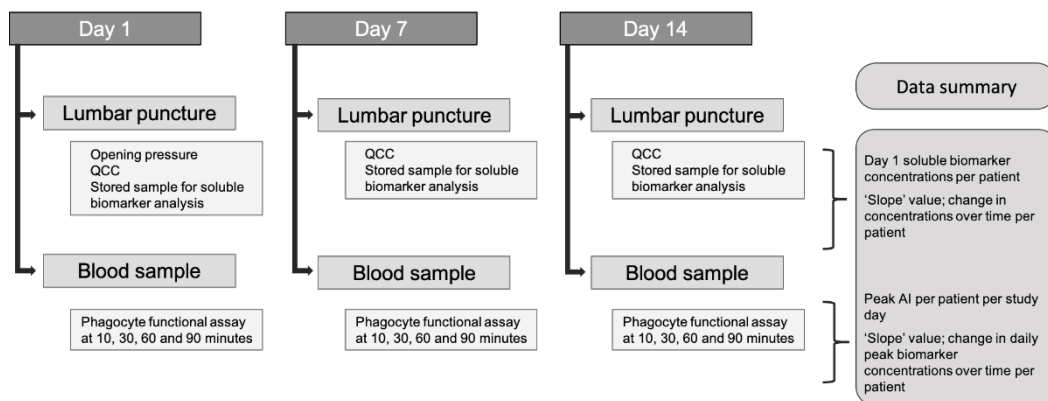 Day 1
Day 7
Day 14
Lumbar puncture
Opening pressure
QCC
Stored sample for soluble
biomarker analysis
Blood sample
Phagocyte functional assay
at 10, 30, 60 and 90 minutes
Lumbar puncture
QCC
Stored sample for soluble
biomarker analysis
Blood sample
Phagocyte functional assay
at 10, 30, 60 and 90 minutes
Lumbar puncture
QCC
Stored sample for soluble
biomarker analysis
Blood sample
Phagocyte functional assay
at 10, 30, 60 and 90 minutes
Data summary
Day 1 soluble biomarker
concentrations per patient
‘Slope’ value; change in
concentrations over time per
patient
Peak AI per patient per study
day
‘Slope’ value; change in daily
peak biomarker
concentrations over time per
patient